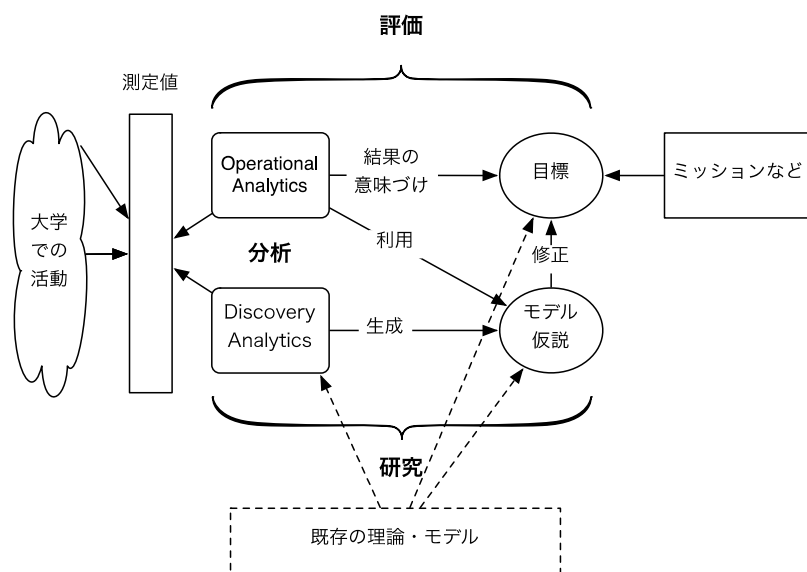 評価
測定値
大学
での
活動
Operational
Analytics
結果の
意味づけ
目標
ミッションなど
分析
利用
修正
Discovery
Analytics
生成
モデル
仮説
研究
既存の理論・モデル